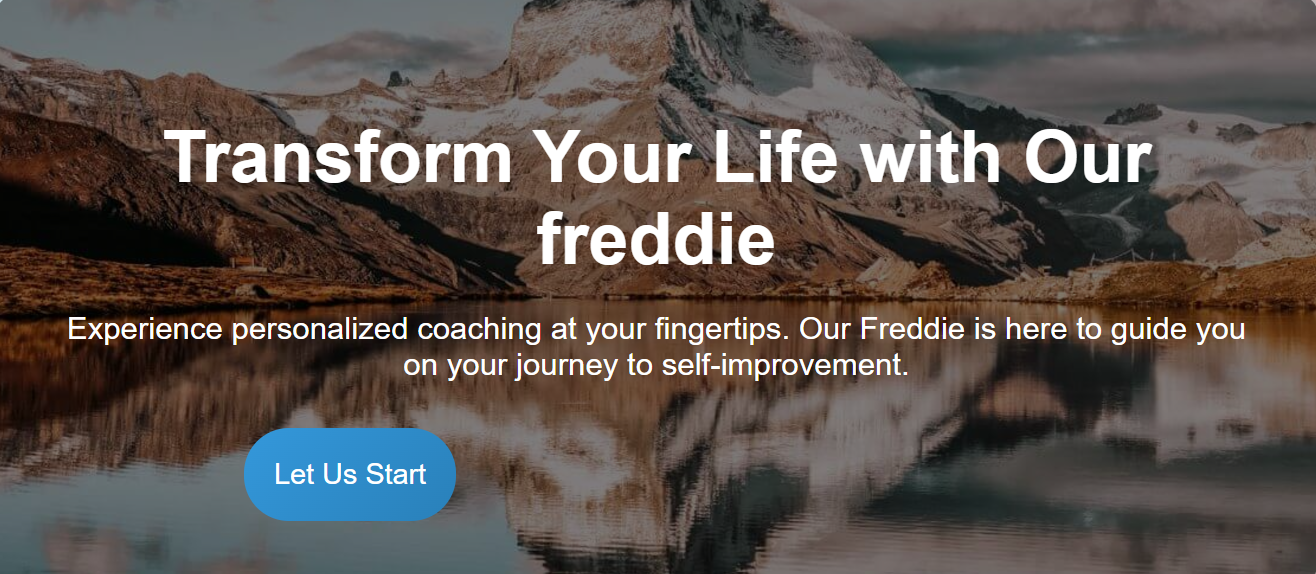 Transform Your Life with Our
freddie
Experience personalized coaching at your fingertips. Our Freddie is here to guide you
on your journey to self-improvement.
Let Us Start